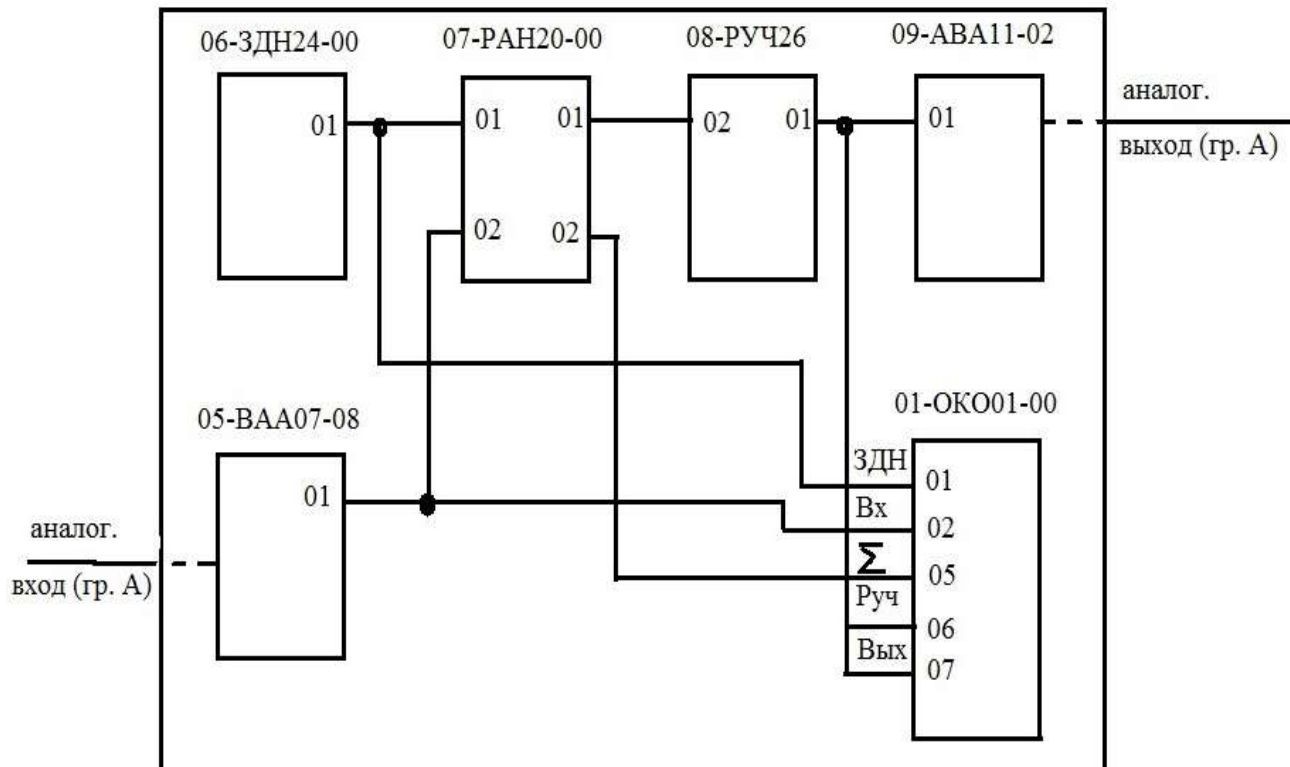 06-ЗДН24-00
07-РАН20-00
08-РУЧ26
09-АВА11-02
01
01
01
02
01
01
02
02
аналог.
выход (гр. А)
05-ВАА07-08
01
аналог.
вход (гр. А)
01-ОКО01-00
ЗДН
01
Вх
02
Σ
05
Руч
06
Вых
07